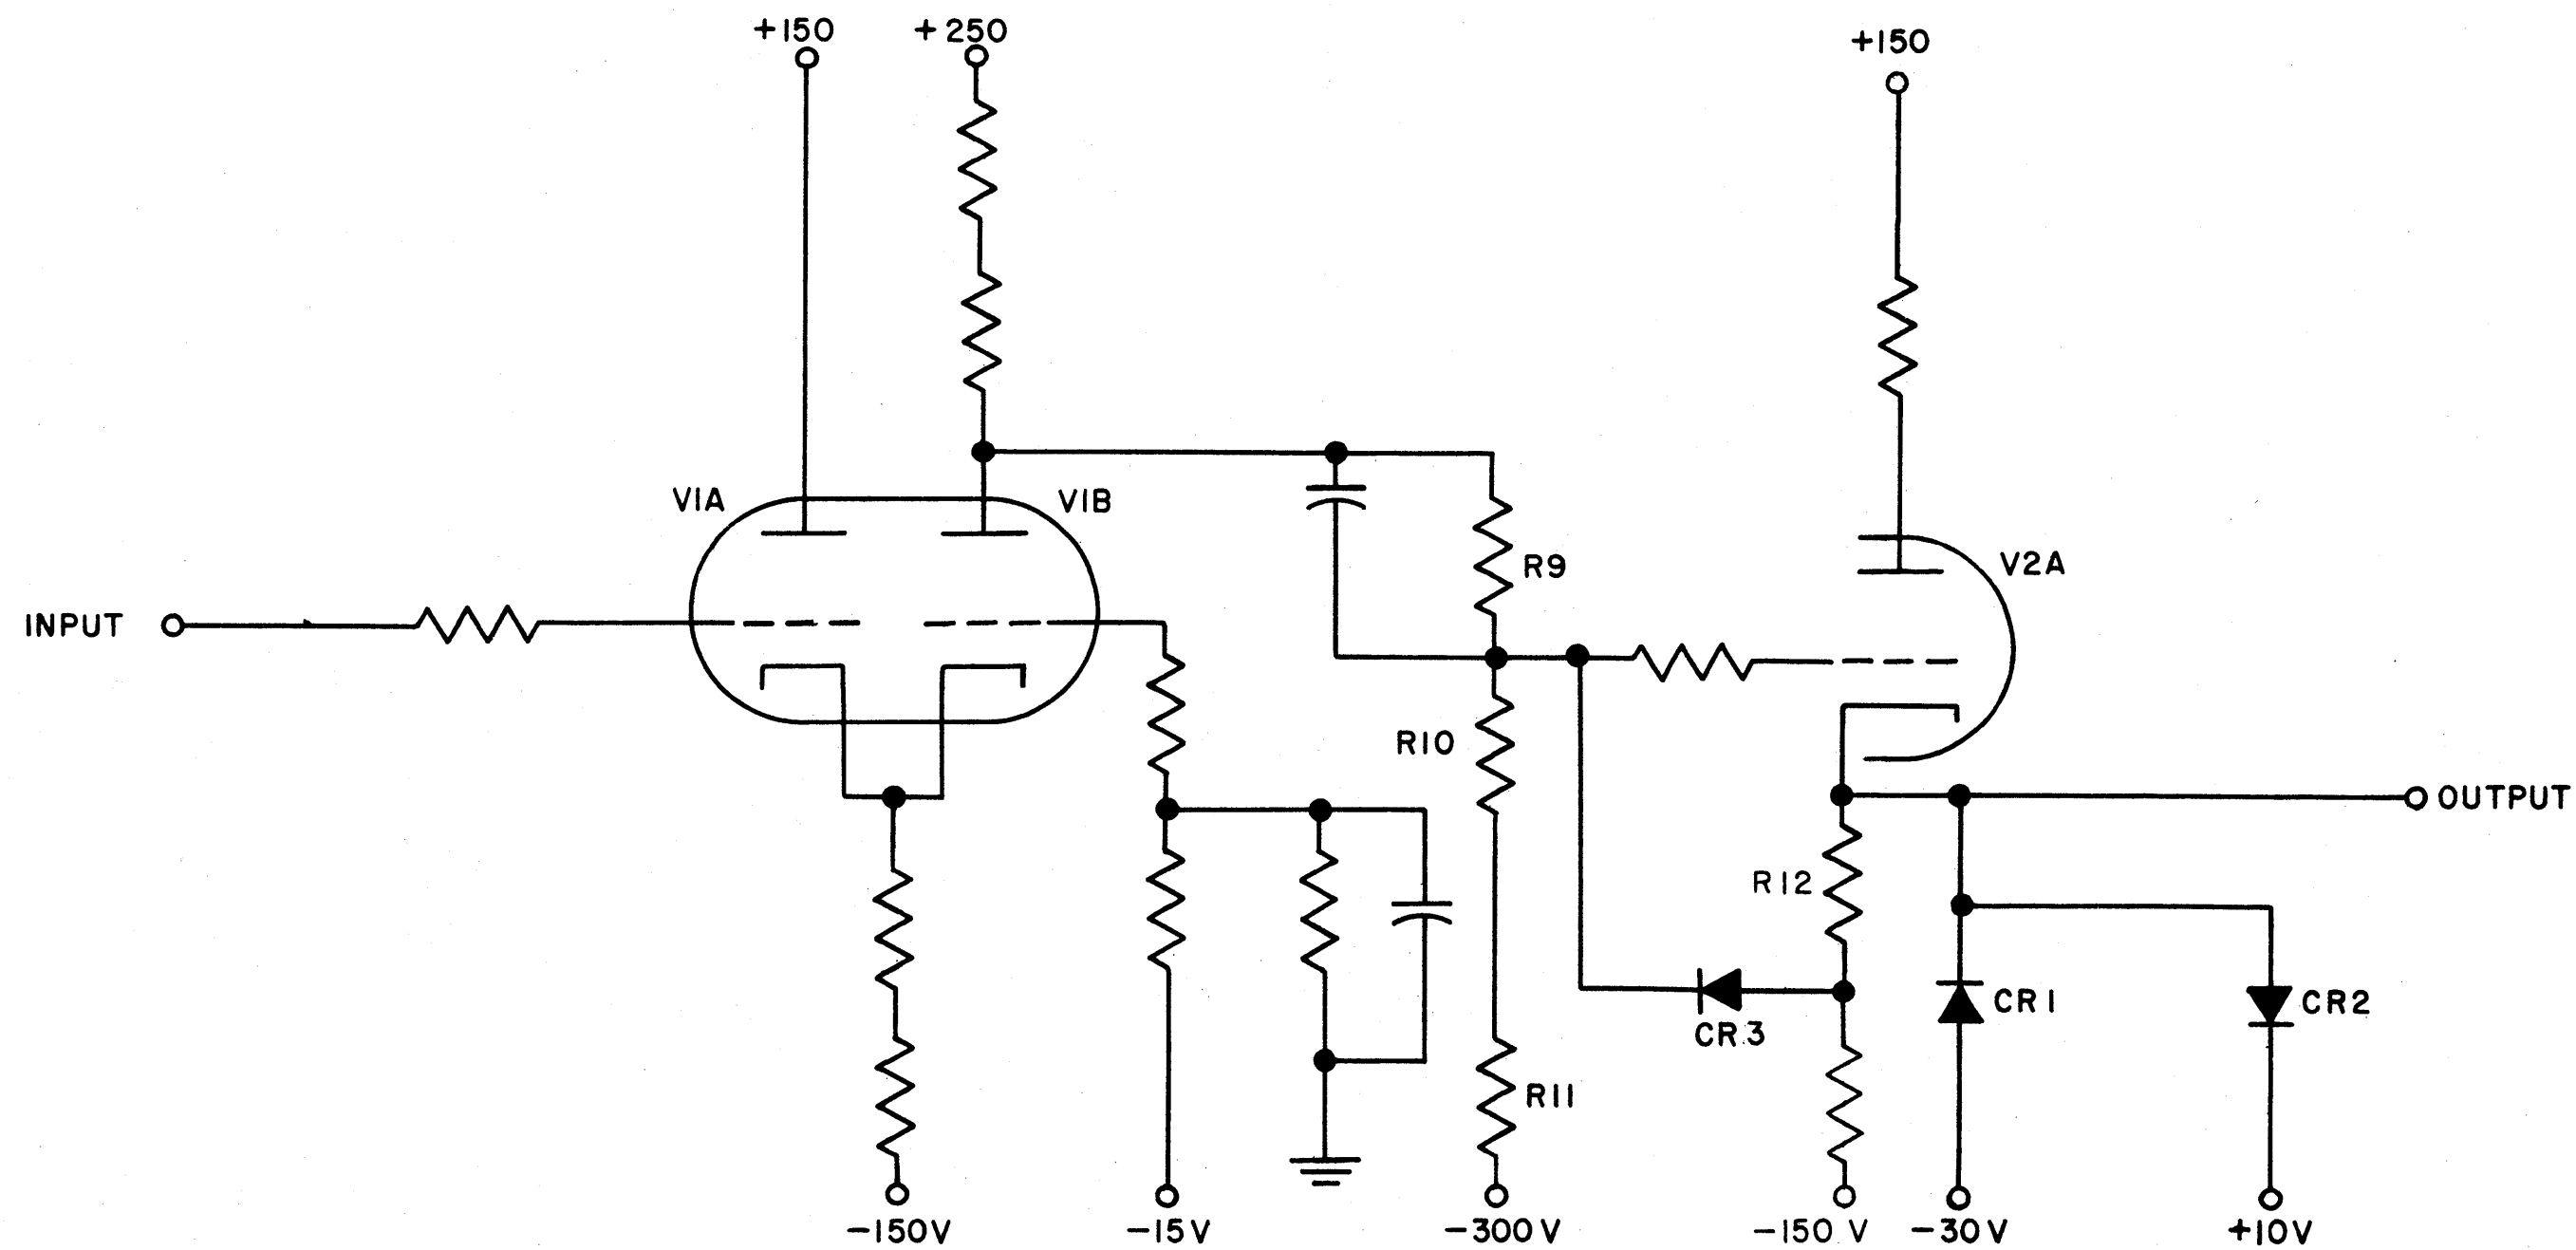 +150
+250
+150
V1A
V1B
V2A
R9
INPUT
R10
OUTPUT
R12
CR3
CR1
CR2
R11
-150V
-15V
-300V
-150 V
-30V
+10V